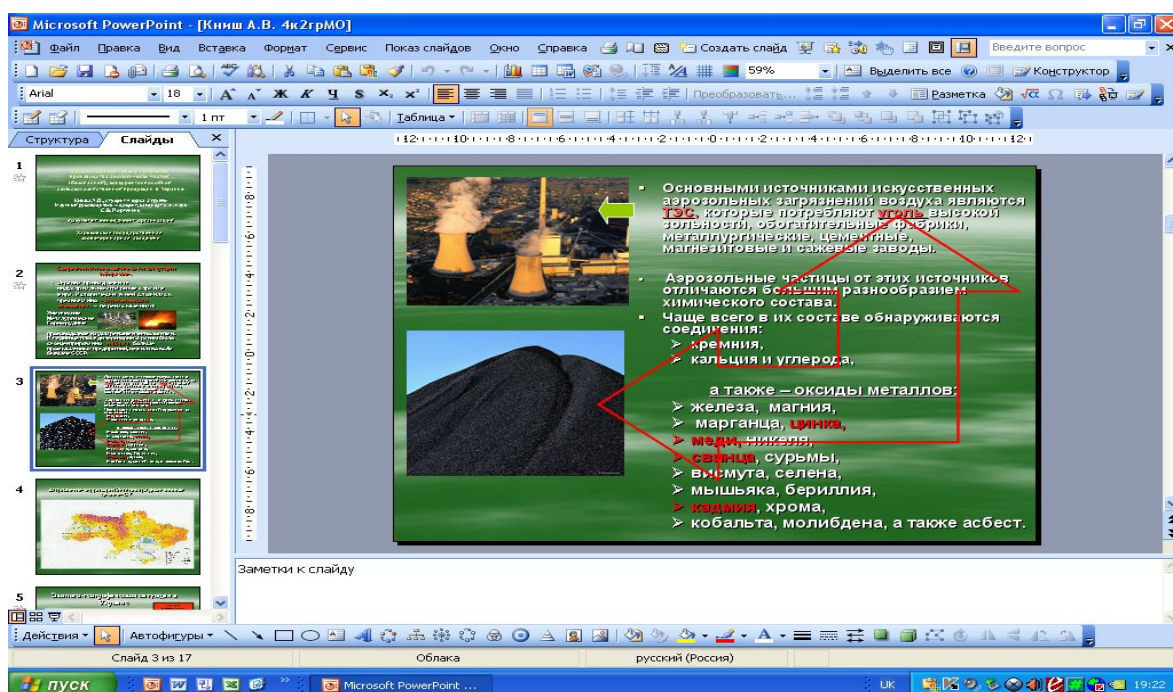 Microsoft PowerPoint - [Книш А.В. 4к2грМО]
Файл Правка Вид Вставка Формат Сервис Показ слайдов Окно Справка Создать слайд Введите вопрос
59% Выделить все Конструктор
Arial 18 Ж К Ч S Преобразовать... Разметка
1 пт Таблица
Структура Слайды
1
2
3
4
5
Основными источниками искусственных
аэрозольных загрязнений воздуха являются
ТЭС, которые потребляют уголь высокой
зольности, обогатительные фабрики,
металлургические, цементные,
магнезитовые и сажевые заводы.
Аэрозольные частицы от этих источников
отличаются большим разнообразием
химического состава.
Чаще всего в их составе обнаруживаются
соединения:
кремния,
кальция и углерода,
а также – оксиды металлов:
железа, магния,
марганца, цинка,
меди, никеля,
свинца, сурьмы,
висмута, селена,
мышьяка, бериллия,
кадмия, хрома,
кобальта, молибдена, а также асбест.
Заметки к слайду
Действия Автофигуры
Слайд 3 из 17 Облака русский (Россия)
пуск Microsoft PowerPoint ... UK 19:22